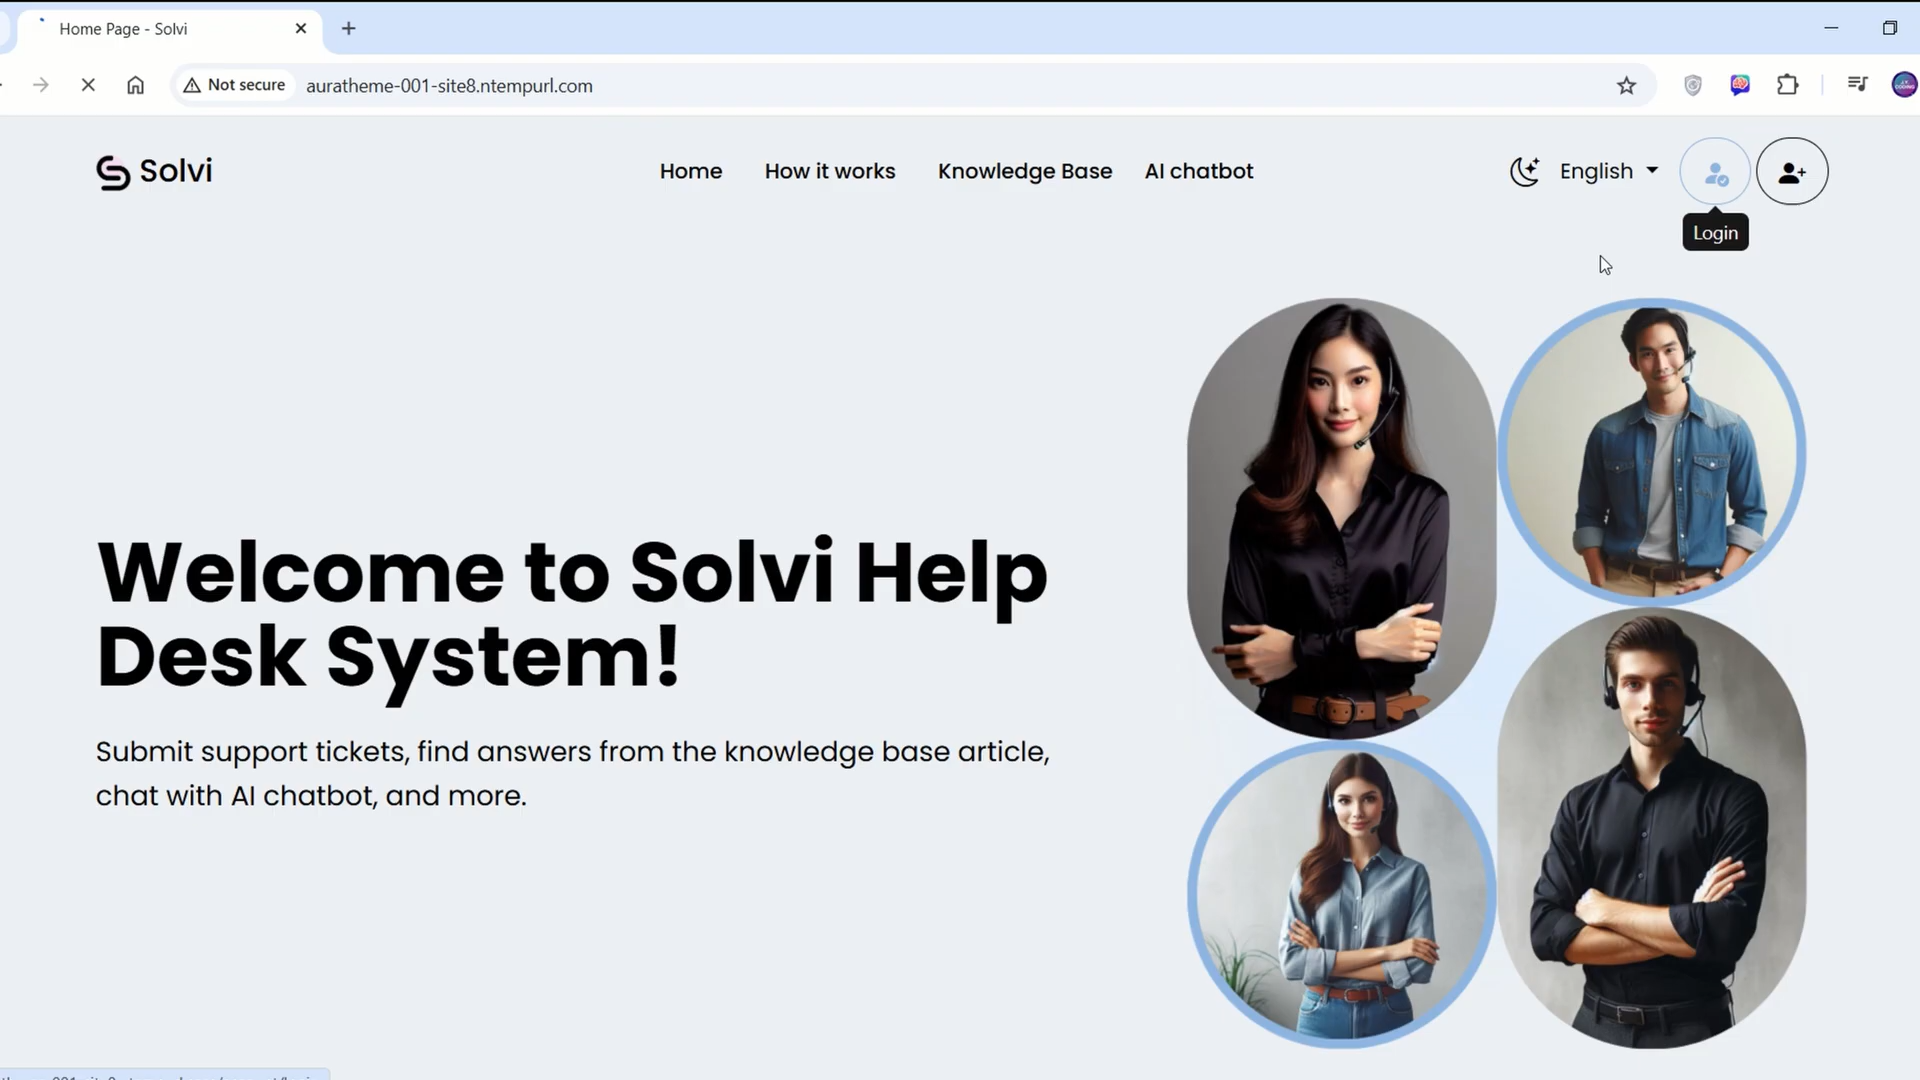 Home Page - Solvi
Not secure
auratheme-001-site8.ntempurl.com
Solvi
Home
How it works
Knowledge Base
AI chatbot
English
Login
Welcome to Solvi Help
Desk System!
Submit support tickets, find answers from the knowledge base article,
chat with AI chatbot, and more.